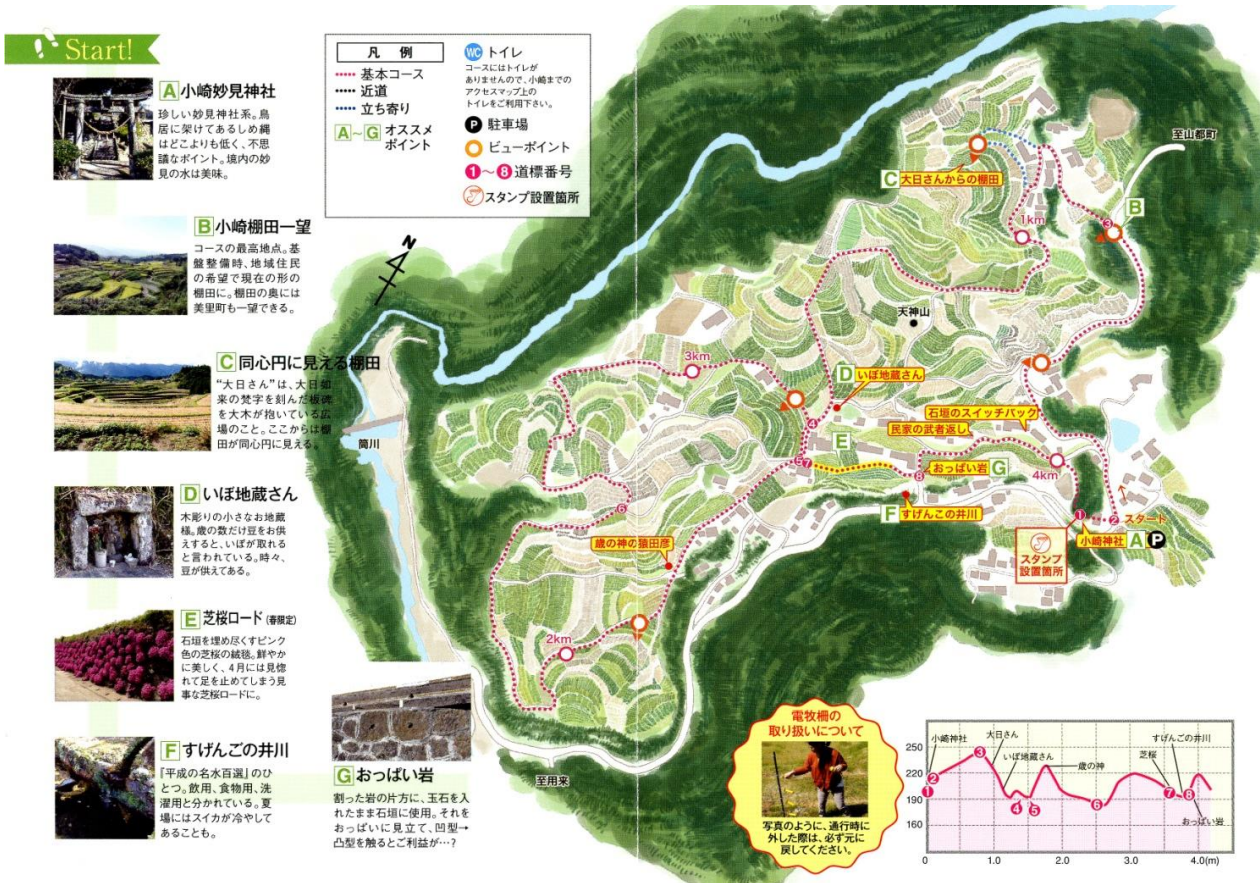 Start!
A 小崎妙見神社
珍しい妙見神社系。鳥
居に架けてあるしめ縄
はどこよりも低く、不思
議なポイント。境内の妙
見の水は美味。
B 小崎棚田一望
コースの最高地点。基
盤整備時、地域住民
の希望で現在の形の
棚田に。棚田の奥には
美里町も一望できる。
C 同心円に見える棚田
“大日さん”は、大日如
来の梵字を刻んだ板碑
を大木が抱いている広
場のこと。ここからは棚
田が同心円に見える。
D いぼ地蔵さん
木彫りの小さなお地蔵
様。歳の数だけ豆をお供
えすると、いぼが取れる
と言われている。時々、
豆が供えてある。
E 芝桜ロード(春限定)
石垣を埋め尽くすピンク
色の芝桜の絨毯。鮮やか
に美しく、4月には見惚
れて足を止めてしまう見
事な芝桜ロードに。
F すげんごの井川
『平成の名水百選』のひ
とつ。飲用、食物用、洗
濯用と分かれている。夏
場にはスイカが冷やして
あることも。
G おっぱい岩
割った岩の片方に、玉石を入
れたまま石垣に使用。それを
おっぱいに見立て、凹型→
凸型を触るとご利益が…?
凡例
基本コース
近道
立ち寄り
A～G オススメ
ポイント
WC トイレ
コースにはトイレが
ありませんので、小崎までの
アクセスマップ上の
トイレをご利用下さい。
P 駐車場
ビューポイント
1～8 道標番号
スタンプ設置箇所
N
至山都町
C 大日さんからの棚田
3
B
1km
天神山
3km
D いぼ地蔵さん
4
石垣のスイッチバック
民家の武者返し
E
5 7
おっぱい岩 G
8
4km
F すげんこの井川
1
2
スタート
小崎神社 A P
スタンプ
設置箇所
筒川
6
歳の神の猿田彦
2km
至用来
電牧柵の
取り扱いについて
写真のように、通行時に
外した際は、必ず元に
戻してください。
250
220
190
160
小崎神社
大日さん
いぼ地蔵さん
歳の神
芝桜
すげんごの井川
おっぱい岩
1
2
3
4
5
6
7
8
0
1.0
2.0
3.0
4.0(m)